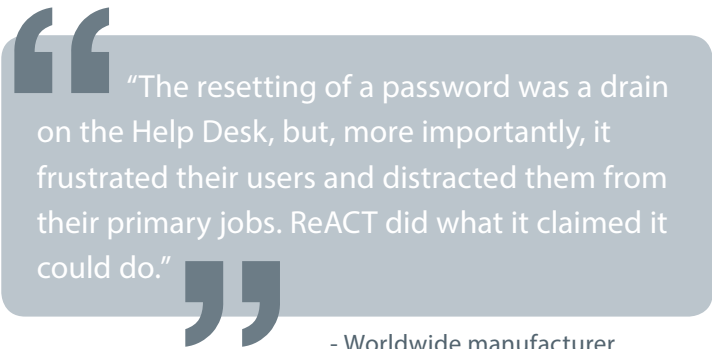 “The resetting of a password was a drain
on the Help Desk, but, more importantly, it
frustrated their users and distracted them from
their primary jobs. ReACT did what it claimed it
could do.”
- Worldwide manufacturer